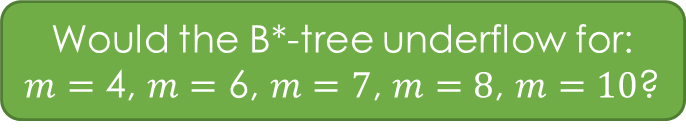 Would the B*-tree underflow for:
𝑚 = 4, 𝑚 = 6, 𝑚 = 7, 𝑚 = 8, 𝑚 = 10?